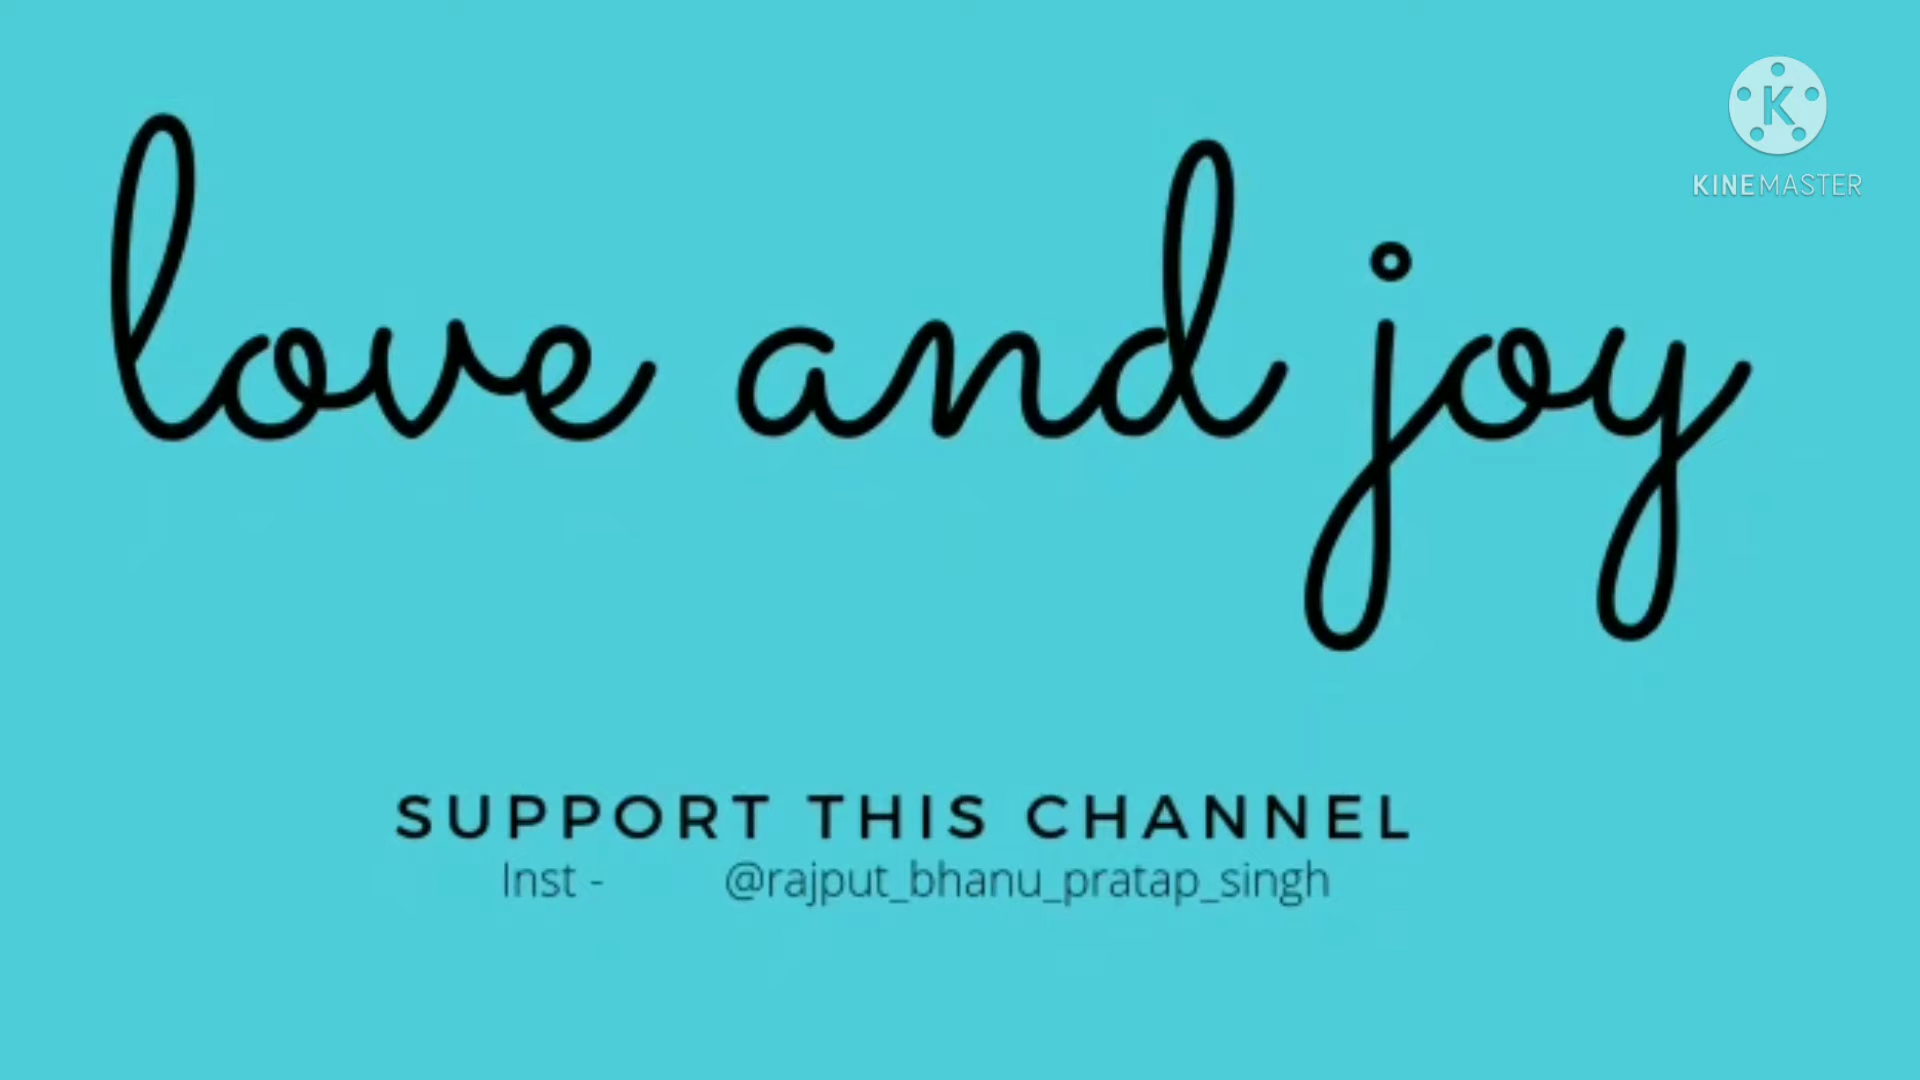 K
KINEMASTER
love and joy
SUPPORT THIS CHANNEL
Inst - @rajput_bhanu_pratap_singh